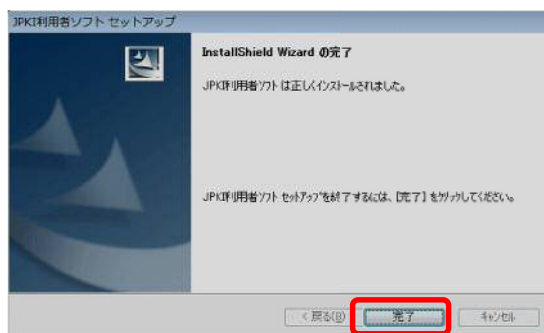 JPKI利用者ソフト セットアップ
InstallShield Wizard の完了
JPKI利用者ソフト は正しくインストールされました。
JPKI利用者ソフト セットアップを終了するには、[完了] をクリックしてください。
< 戻る(B)
完了
キャンセル